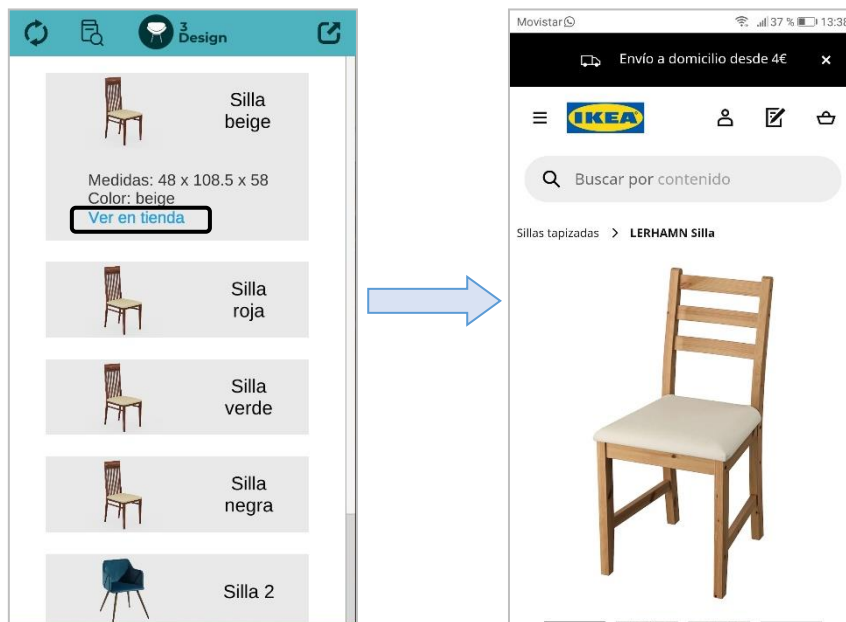 3
Design
Silla
beige
Medidas: 48 x 108.5 x 58
Color: beige
Ver en tienda
Silla
roja
Silla
verde
Silla
negra
Silla 2
Movistar
37 %
13:38
Envío a domicilio desde 4€
IKEA
Buscar por contenido
Sillas tapizadas > LERHAMN Silla